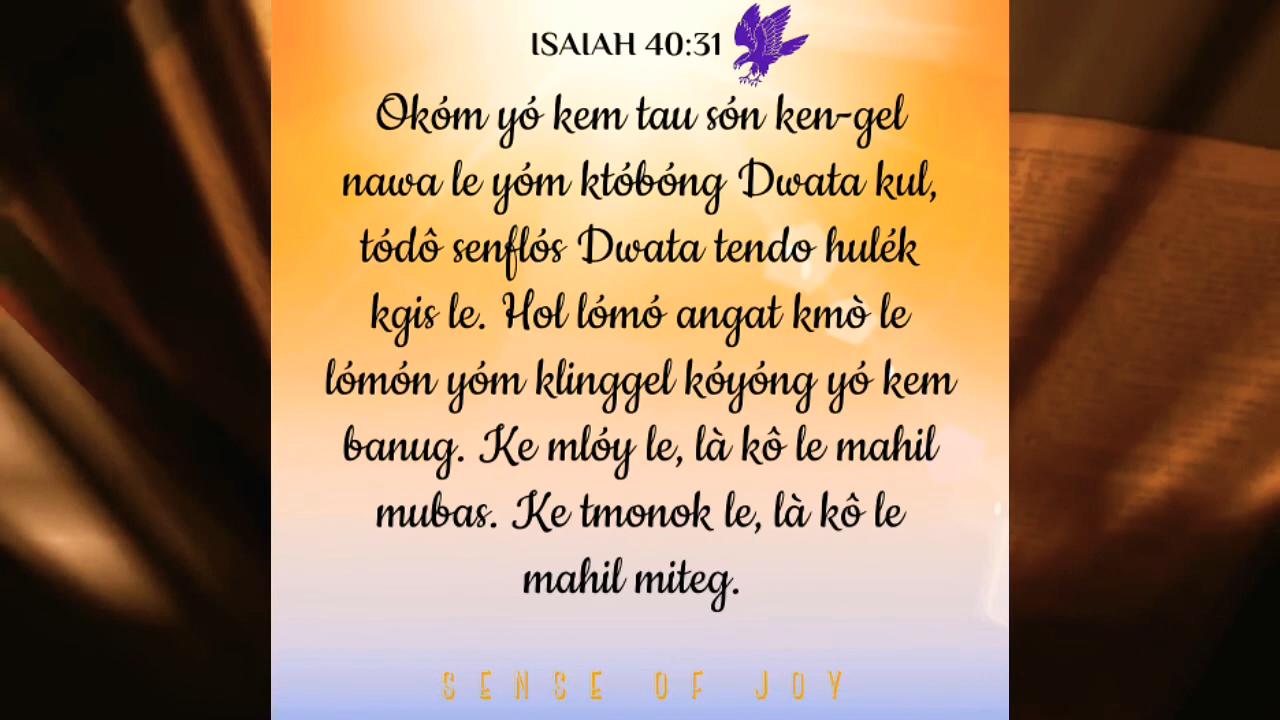 ISAIAH 40:31
Okóm yó kem tau són ken-gel
nawa le yóm któbóng Dwata kul,
tódô senflós Dwata tendo hulék
kgis le. Hol lómó angat kmò le
lómón yóm klinggel kóyóng yó kem
banug. Ke mlóy le, là kô le mahil
mubas. Ke tmonok le, là kô le
mahil miteg.
SENSE OF JOY